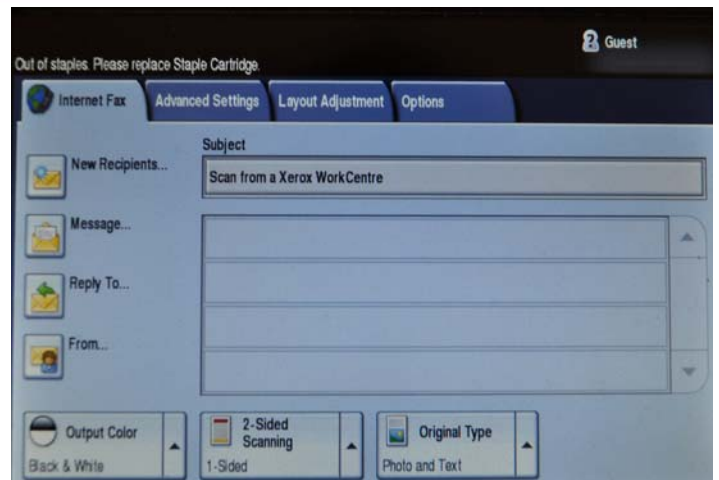 Guest
Out of staples. Please replace Staple Cartridge.
Internet Fax
Advanced Settings
Layout Adjustment
Options
Subject
New Recipients...
Scan from a Xerox WorkCentre
Message...
Reply To...
From...
Output Color
Black & White
2-Sided
Scanning
1-Sided
Original Type
Photo and Text